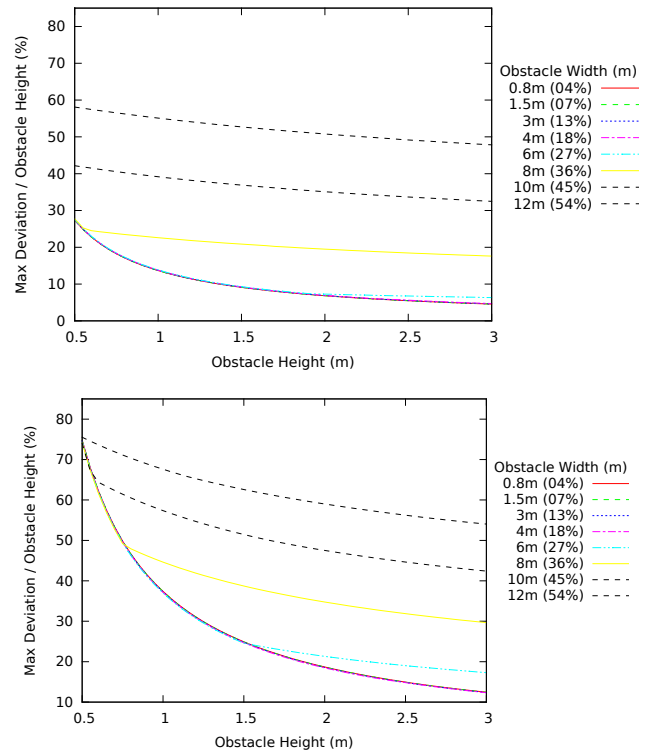 80
70
60
50
40
30
20
10
0
0.5
1
1.5
2
2.5
3
Max Deviation / Obstacle Height (%)
Obstacle Height (m)
Obstacle Width (m)
0.8m (04%)
1.5m (07%)
3m (13%)
4m (18%)
6m (27%)
8m (36%)
10m (45%)
12m (54%)
80
70
60
50
40
30
20
10
0.5
1
1.5
2
2.5
3
Max Deviation / Obstacle Height (%)
Obstacle Height (m)
Obstacle Width (m)
0.8m (04%)
1.5m (07%)
3m (13%)
4m (18%)
6m (27%)
8m (36%)
10m (45%)
12m (54%)